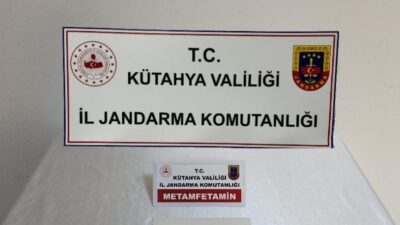 T.C.
KÜTAHYA VALİLİĞİ
İL JANDARMA KOMUTANLIĞI
T.C.
KÜTAHYA VALİLİĞİ
İL JANDARMA KOMUTANLIĞI
METAMFETAMİN